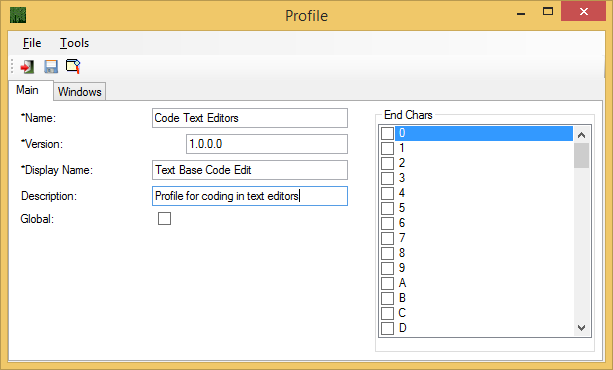 Profile
File Tools
Main Windows
*Name: Code Text Editors
*Version: 1.0.0.0
*Display Name: Text Base Code Edit
Description: Profile for coding in text editors
Global:
End Chars
0
1
2
3
4
5
6
7
8
9
A
B
C
D